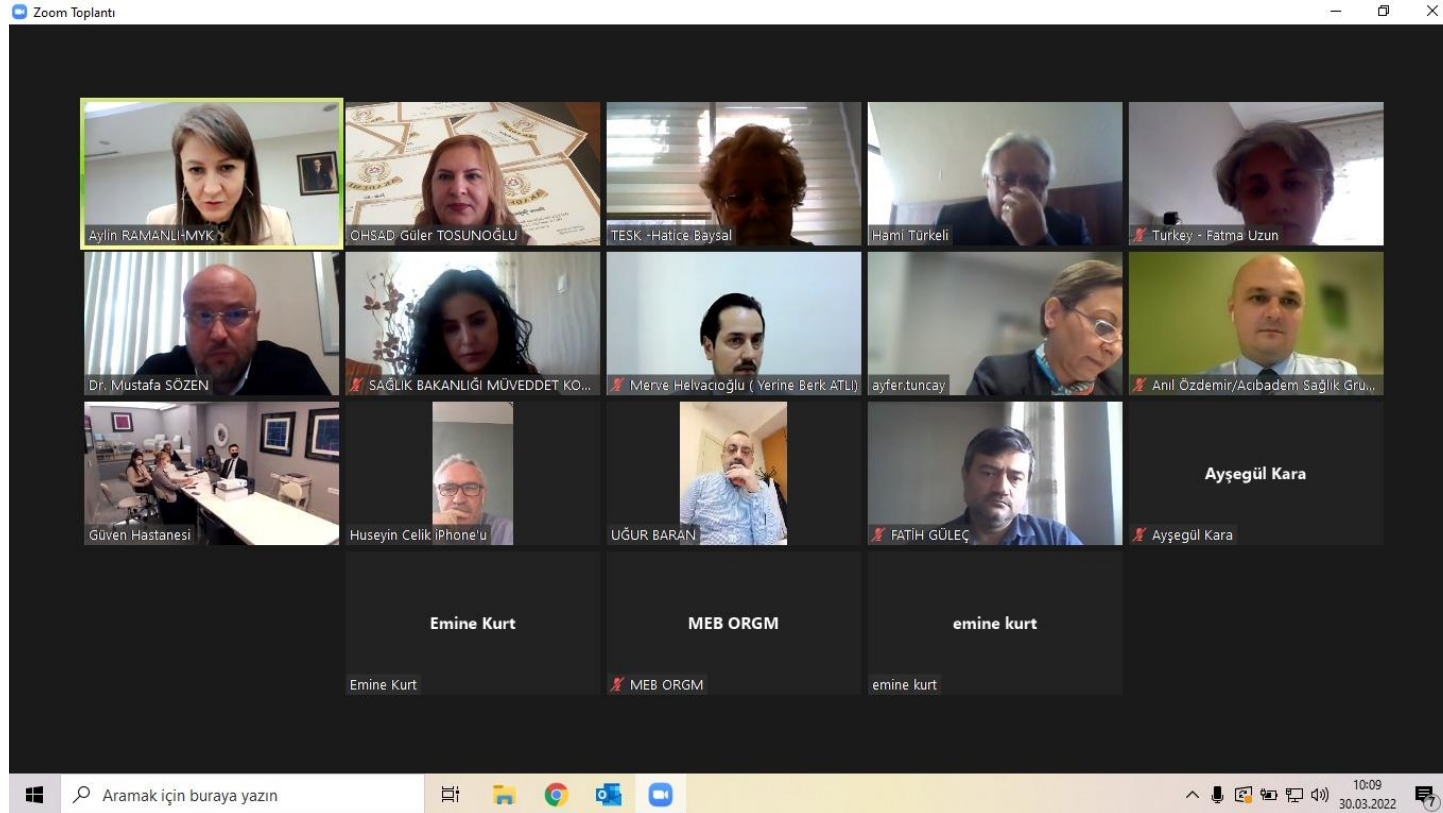 Zoom Toplantı
Aylin RAMANLI-MYK
OHSAD Güler TOSUNOĞLU
TESK -Hatice Baysal
Hami Türkeli
Turkey - Fatma Uzun
Dr. Mustafa SÖZEN
SAĞLIK BAKANLIĞI MÜVEDDET KO...
Merve Helvacıoğlu ( Yerine Berk ATLI)
ayfer.tuncay
Anıl Özdemir/Acıbadem Sağlık Gru...
Güven Hastanesi
Huseyin Celik iPhone'u
UĞUR BARAN
FATİH GÜLEÇ
Ayşegül Kara
Ayşegül Kara
Emine Kurt
MEB ORGM
emine kurt
Emine Kurt
MEB ORGM
emine kurt
Aramak için buraya yazın
10:09
30.03.2022
7